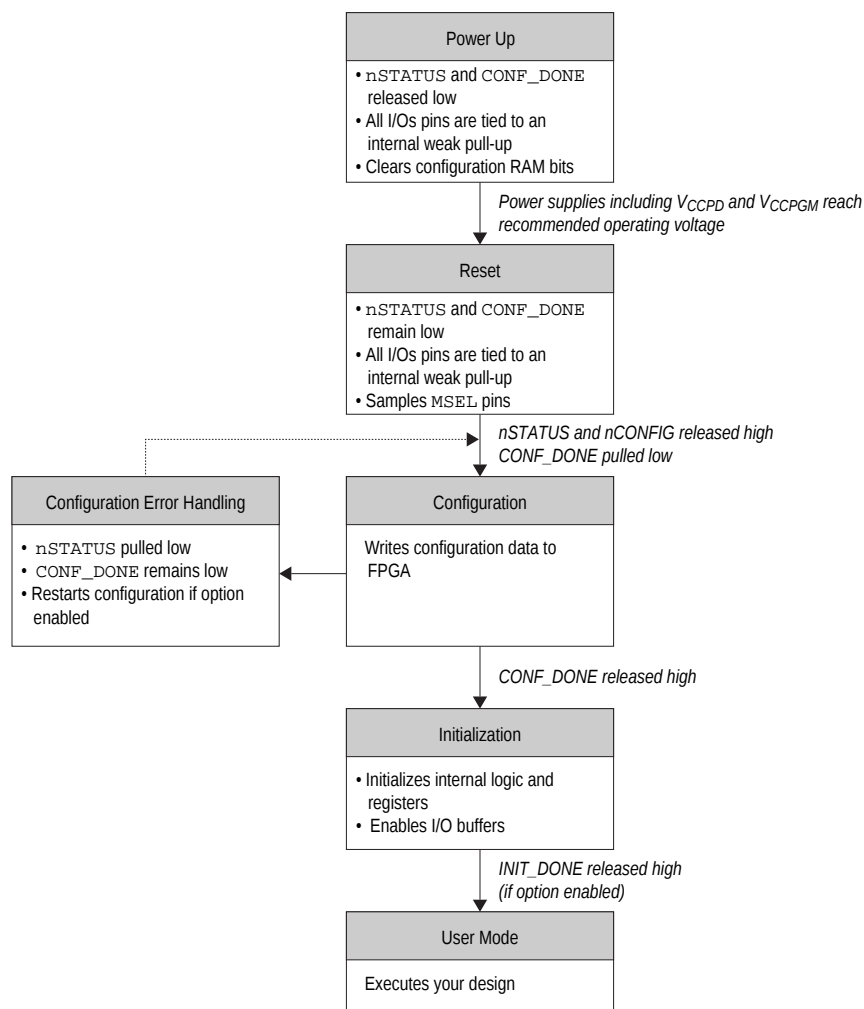 Power Up
• nSTATUS and CONF_DONE
released low
• All I/Os pins are tied to an
internal weak pull-up
• Clears configuration RAM bits
Power supplies including VCCPD and VCCPGM reach
recommended operating voltage
Reset
• nSTATUS and CONF_DONE
remain low
• All I/Os pins are tied to an
internal weak pull-up
• Samples MSEL pins
nSTATUS and nCONFIG released high
CONF_DONE pulled low
Configuration Error Handling
• nSTATUS pulled low
• CONF_DONE remains low
• Restarts configuration if option
enabled
Configuration
Writes configuration data to
FPGA
CONF_DONE released high
Initialization
• Initializes internal logic and
registers
• Enables I/O buffers
INIT_DONE released high
(if option enabled)
User Mode
Executes your design